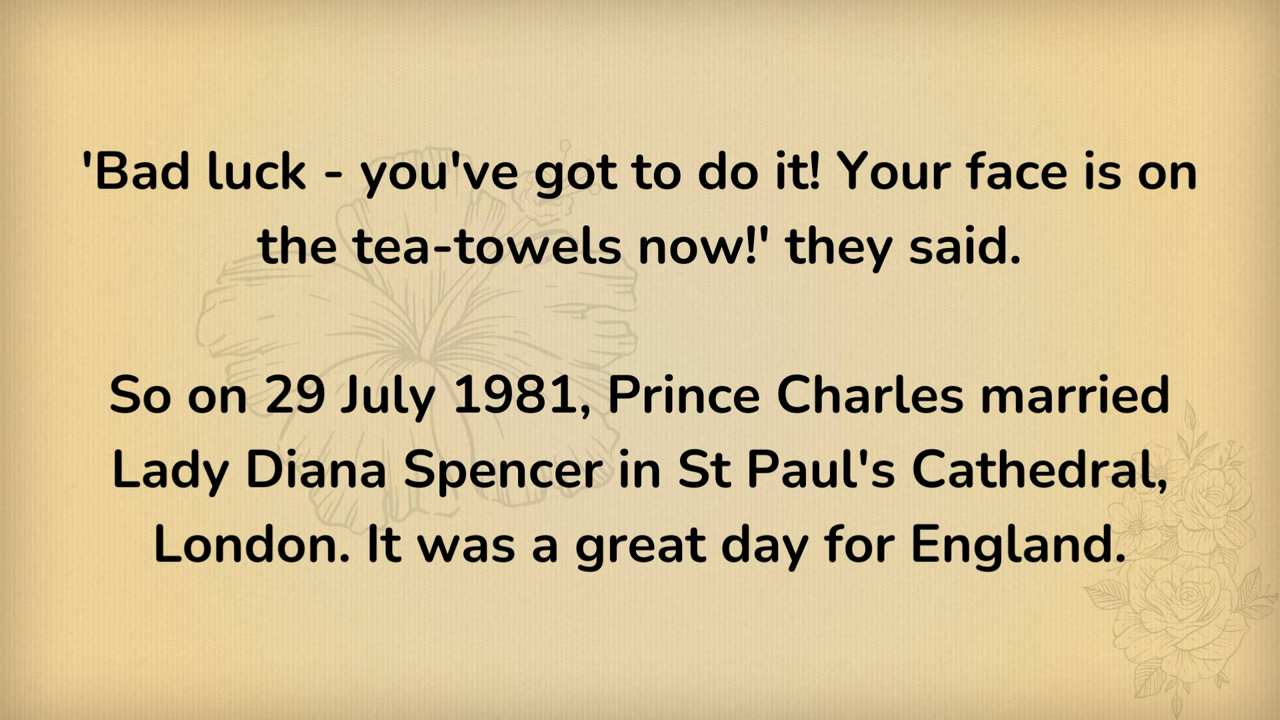 'Bad luck - you've got to do it! Your face is on
the tea-towels now!' they said.
So on 29 July 1981, Prince Charles married
Lady Diana Spencer in St Paul's Cathedral,
London. It was a great day for England.